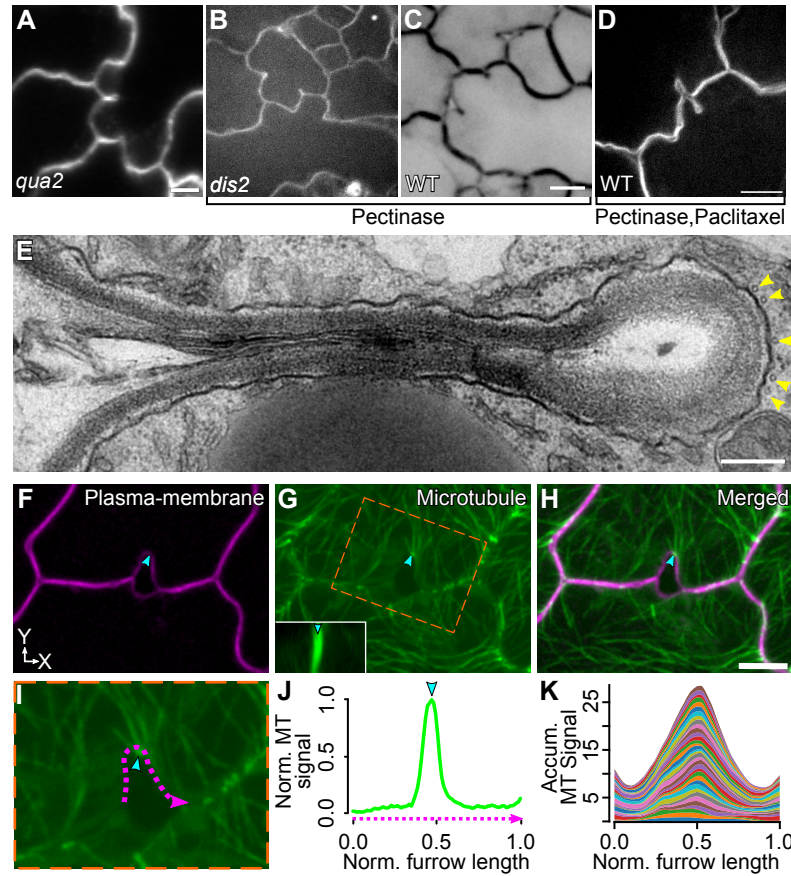 A
B
C
D
qua2
dis2
WT
WT
Pectinase
Pectinase,Paclitaxel
E
F
Plasma-membrane
G
Microtubule
H
Merged
Y
X
I
J
Norm. MT
signal
1.0
0.5
0.0
0.0
0.5
1.0
Norm. furrow length
K
Accum.
MT Signal
25
15
5
0.0
0.5
1.0
Norm. furrow length